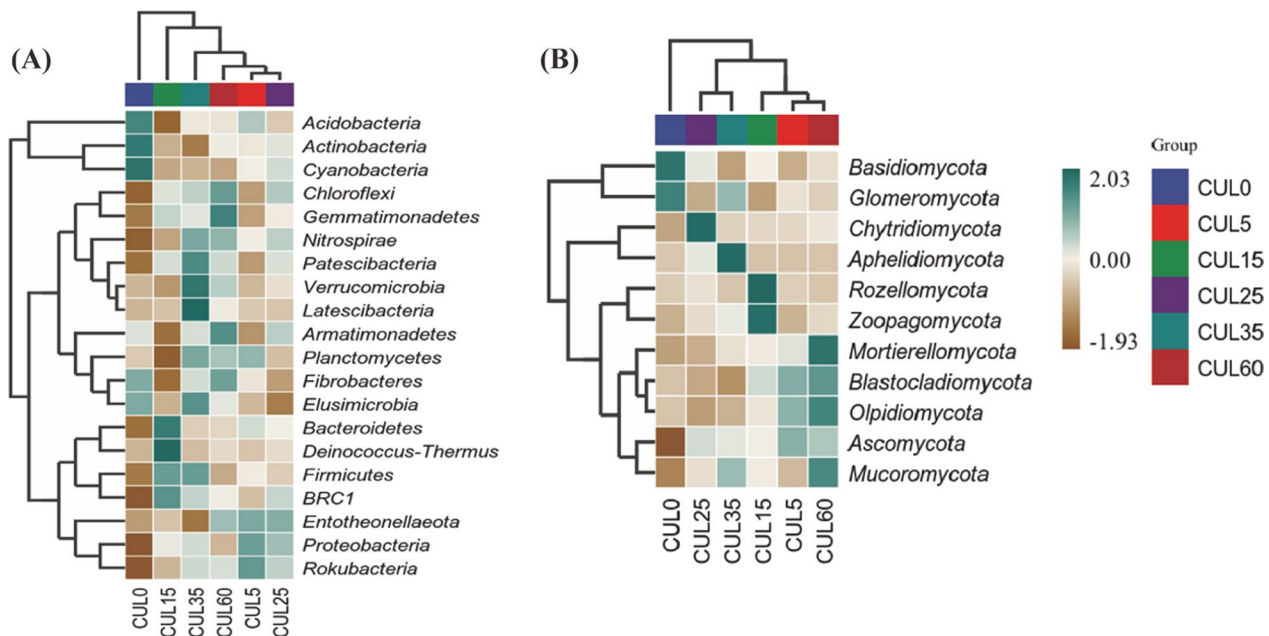 (A)
Acidobacteria
Actinobacteria
Cyanobacteria
Chloroflexi
Gemmatimonadetes
Nitrospirae
Patescibacteria
Verrucomicrobia
Latescibacteria
Armatimonadetes
Planctomycetes
Fibrobacteres
Elusimicrobia
Bacteroidetes
Deinococcus-Thermus
Firmicutes
BRC1
Entotheonellaeota
Proteobacteria
Rokubacteria
CUL0
CUL15
CUL35
CUL60
CUL5
CUL25
(B)
Basidiomycota
Glomeromycota
Chytridiomycota
Aphelidiomycota
Rozellomycota
Zoopagomycota
Mortierellomycota
Blastocladiomycota
Olpidiomycota
Ascomycota
Mucoromycota
CUL0
CUL25
CUL35
CUL15
CUL5
CUL60
2.03
0.00
-1.93
Group
CUL0
CUL5
CUL15
CUL25
CUL35
CUL60